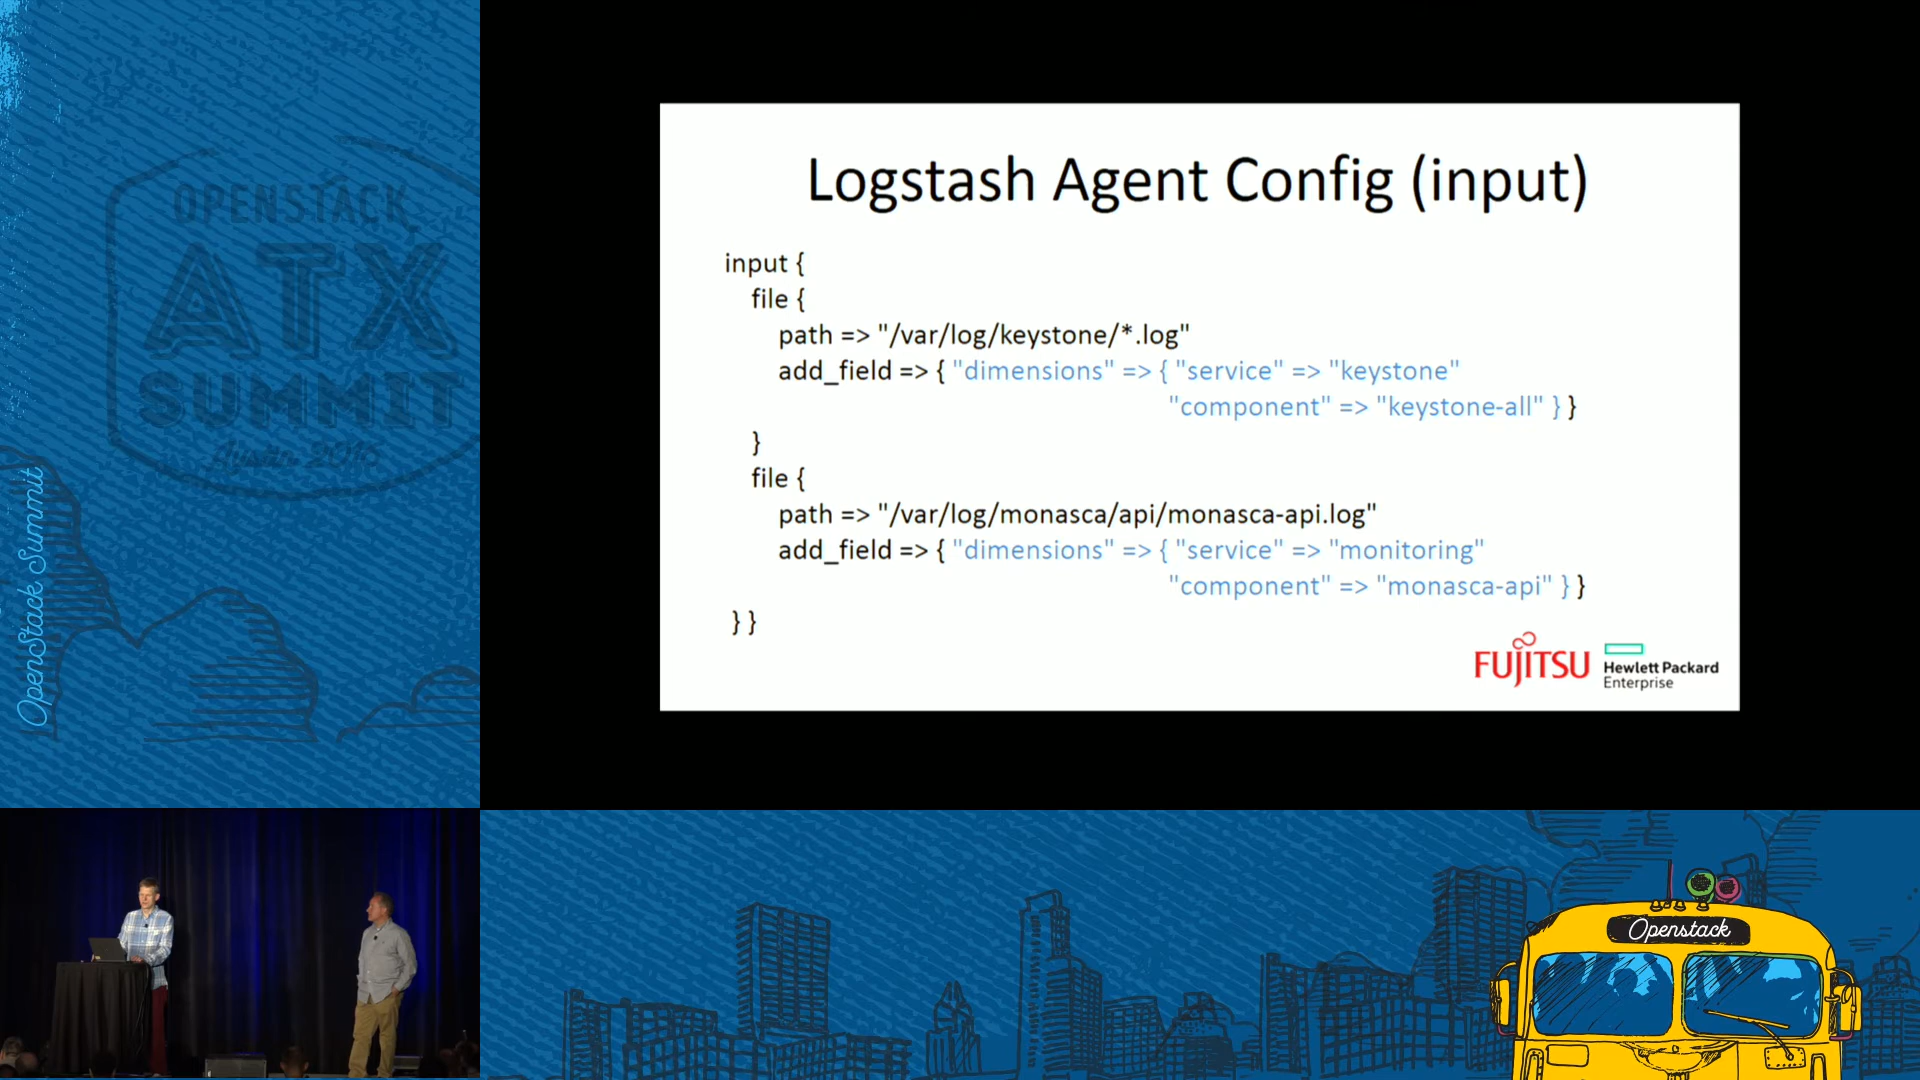 OPENSTACK
ATX
SUMMIT
Austin 2016
OpenStack Summit
Logstash Agent Config (input)
input {
file {
path => "/var/log/keystone/*.log"
add_field => { "dimensions" => { "service" => "keystone"
"component" => "keystone-all" } }
}
file {
path => "/var/log/monasca/api/monasca-api.log"
add_field => { "dimensions" => { "service" => "monitoring"
"component" => "monasca-api" } }
} }
FUJITSU
Hewlett Packard
Enterprise
Openstack